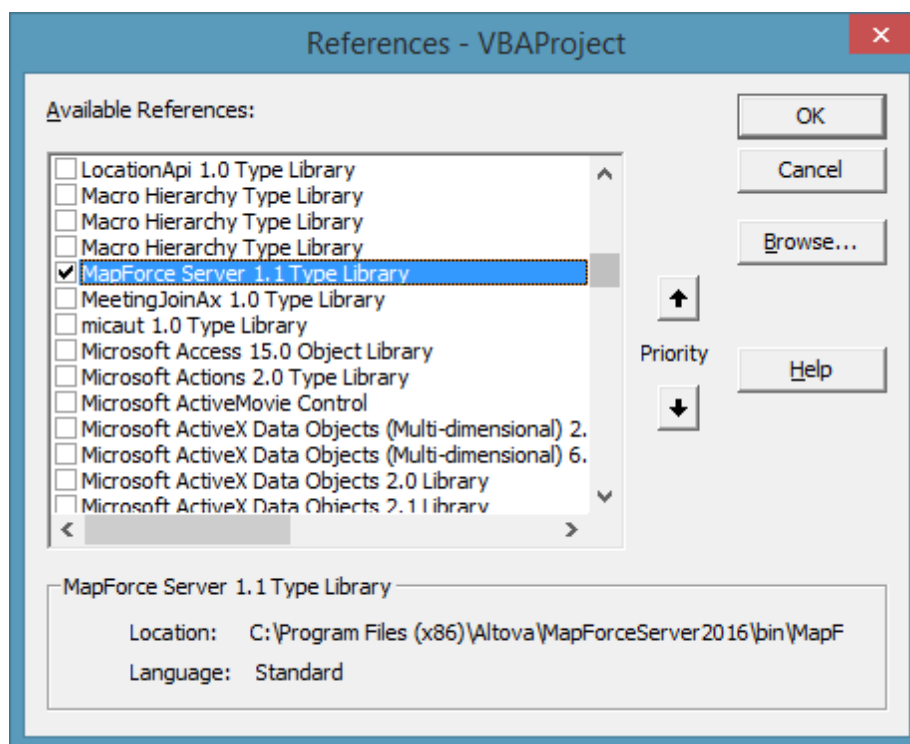 References - VBAProject
Available References:
OK
Cancel
Browse...
Priority
Help
LocationApi 1.0 Type Library
Macro Hierarchy Type Library
Macro Hierarchy Type Library
Macro Hierarchy Type Library
MapForce Server 1.1 Type Library
MeetingJoinAx 1.0 Type Library
micaut 1.0 Type Library
Microsoft Access 15.0 Object Library
Microsoft Actions 2.0 Type Library
Microsoft ActiveMovie Control
Microsoft ActiveX Data Objects (Multi-dimensional) 2.
Microsoft ActiveX Data Objects (Multi-dimensional) 6.
Microsoft ActiveX Data Objects 2.0 Library
Microsoft ActiveX Data Objects 2.1 Library
MapForce Server 1.1 Type Library
Location: C:\Program Files (x86)\Altova\MapForceServer2016\bin\MapF
Language: Standard